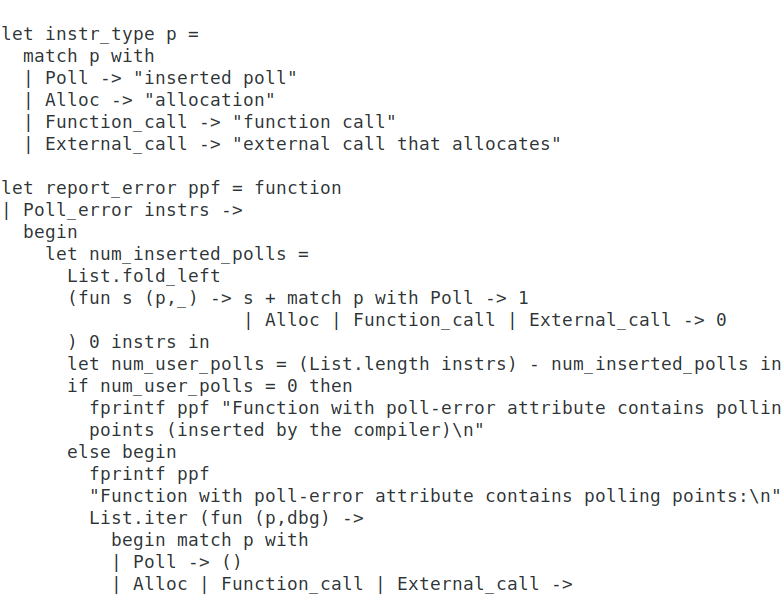 let instr_type p =
  match p with
  | Poll -> "inserted poll"
  | Alloc -> "allocation"
  | Function_call -> "function call"
  | External_call -> "external call that allocates"

let report_error ppf = function
| Poll_error instrs ->
  begin
    let num_inserted_polls =
      List.fold_left
      (fun s (p,_) -> s + match p with Poll -> 1
                      | Alloc | Function_call | External_call -> 0
      ) 0 instrs in
      let num_user_polls = (List.length instrs) - num_inserted_polls in
      if num_user_polls = 0 then
        fprintf ppf "Function with poll-error attribute contains pollin
        points (inserted by the compiler)\n"
      else begin
        fprintf ppf
        "Function with poll-error attribute contains polling points:\n"
        List.iter (fun (p,dbg) ->
          begin match p with
          | Poll -> ()
          | Alloc | Function_call | External_call ->